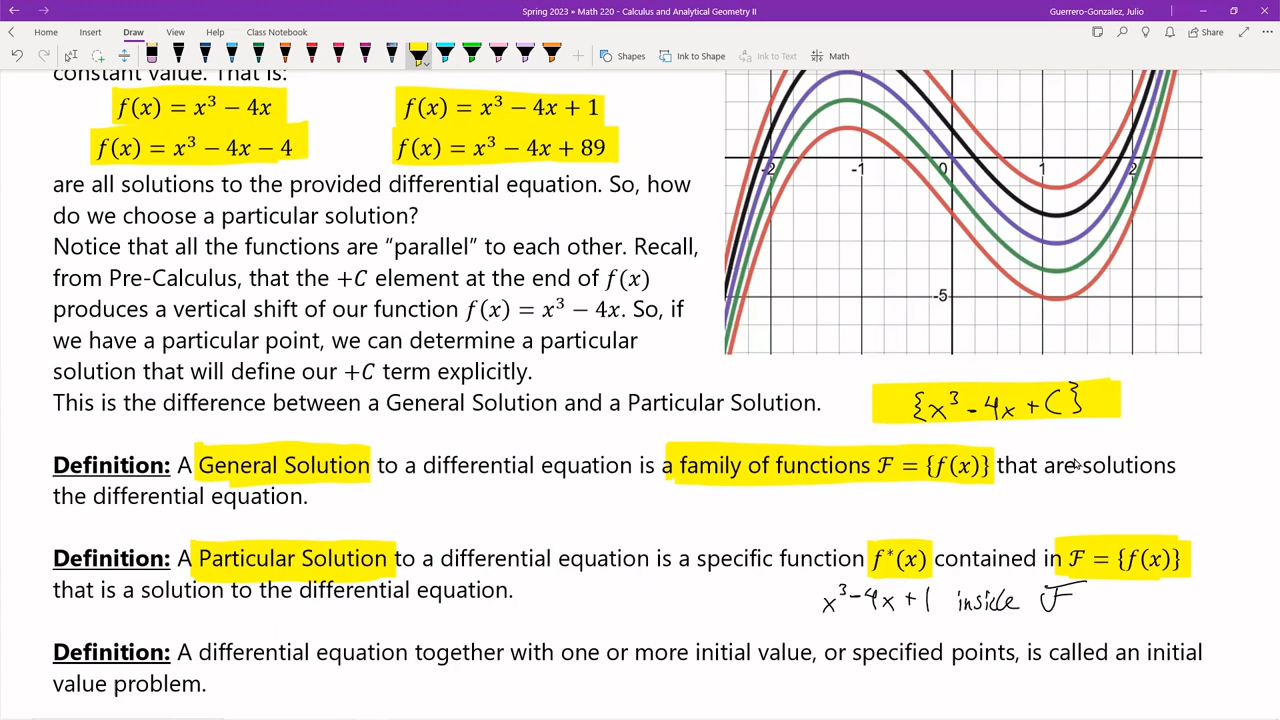 Spring 2023 » Math 220 - Calculus and Analytical Geometry II
Guerrero-Gonzalez, Julio
Home Insert Draw View Help Class Notebook
Share
Shapes Ink to Shape Ink to Text Math
constant value. That is:
f(x) = x³ − 4x f(x) = x³ − 4x + 1
f(x) = x³ − 4x − 4 f(x) = x³ − 4x + 89
are all solutions to the provided differential equation. So, how
do we choose a particular solution?
Notice that all the functions are “parallel” to each other. Recall,
from Pre-Calculus, that the +C element at the end of f(x)
produces a vertical shift of our function f(x) = x³ − 4x. So, if
we have a particular point, we can determine a particular
solution that will define our +C term explicitly.
-2 -1 0 1 2
-5
This is the difference between a General Solution and a Particular Solution.
{x³ - 4x + C}
Definition: A General Solution to a differential equation is a family of functions ℱ = {f(x)} that are solutions
the differential equation.
Definition: A Particular Solution to a differential equation is a specific function f*(x) contained in ℱ = {f(x)}
that is a solution to the differential equation.
x³-4x+1 inside ℱ
Definition: A differential equation together with one or more initial value, or specified points, is called an initial
value problem.